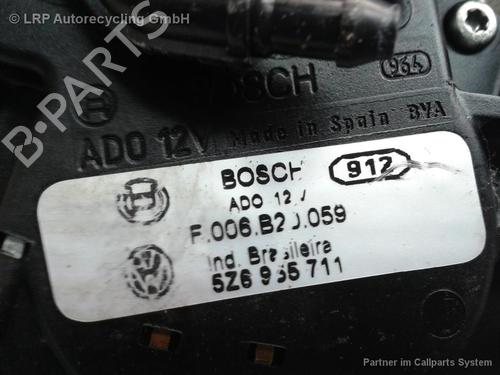 © LRP Autorecycling GmbH
B-PARTS
BOSCH
964
ADO 12V Made in Spain BYA
BOSCH 912
ADO 12
F.006.B2 .059
Ind. Brasileira
5Z6 955 711
Partner im Callparts System